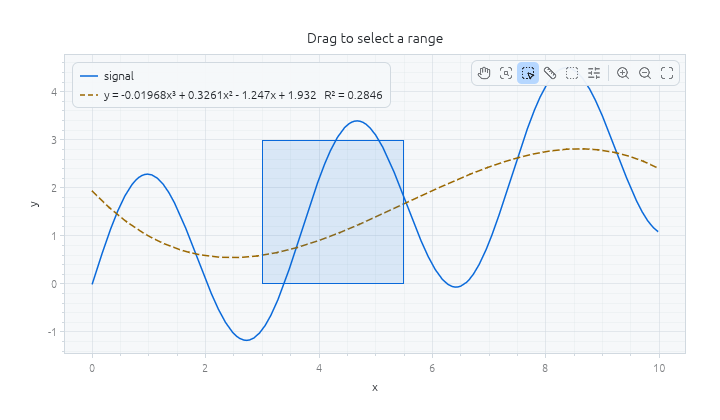 Drag to select a range
signal
y = -0.01968x³ + 0.3261x² - 1.247x + 1.932   R² = 0.2846
4
3
2
1
0
-1
y
0 2 4 6 8 10
x